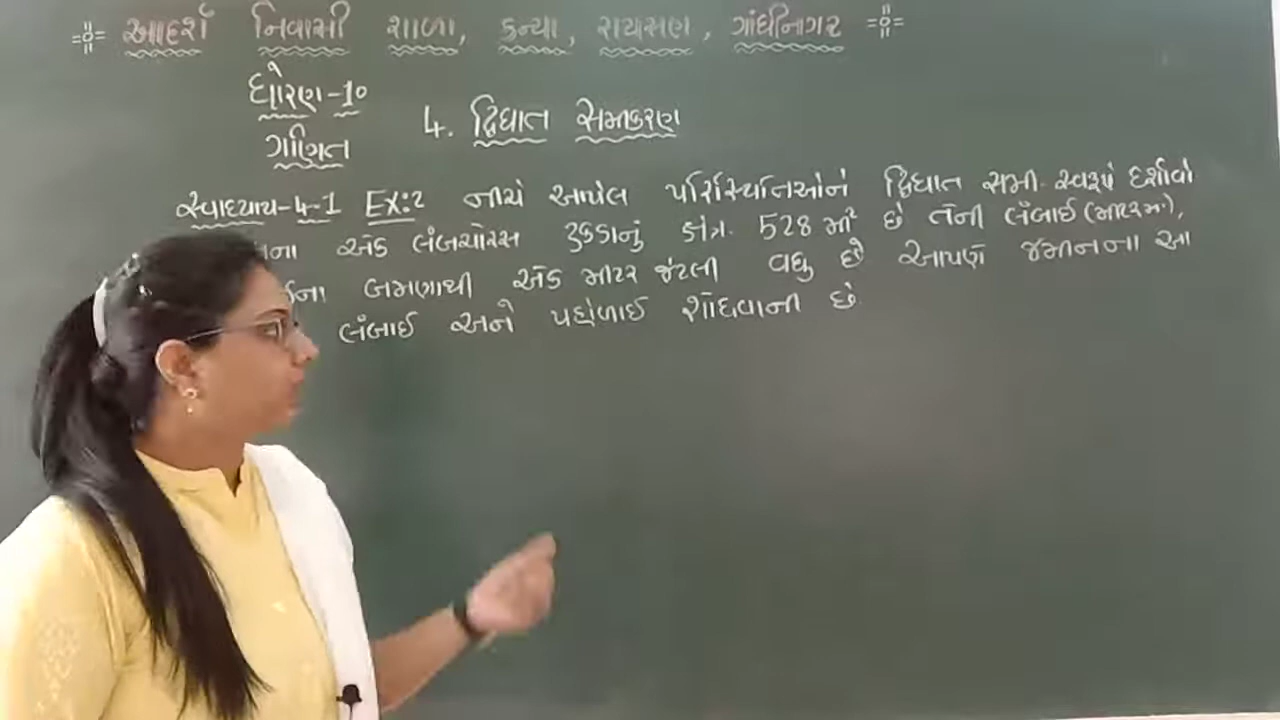 આદર્શ નિવાસી શાળા, કન્યા, રાયસણ, ગાંધીનગર
ધોરણ-10
ગણિત
4. દ્વિઘાત સમીકરણ
સ્વાધ્યાય-4.1 Ex:2 નીચે આપેલ પરિસ્થિતિઓને દ્વિઘાત સમી. સ્વરૂપે દર્શાવો
ના એક લંબચોરસ ટુકડાનું ક્ષેત્ર. 528 મી² છે તેની લંબાઈ (મીટરમાં),
ઈના બમણાથી એક મીટર જેટલી વધુ છે આપણે જમીનના આ
લંબાઈ અને પહોળાઈ શોધવાની છે